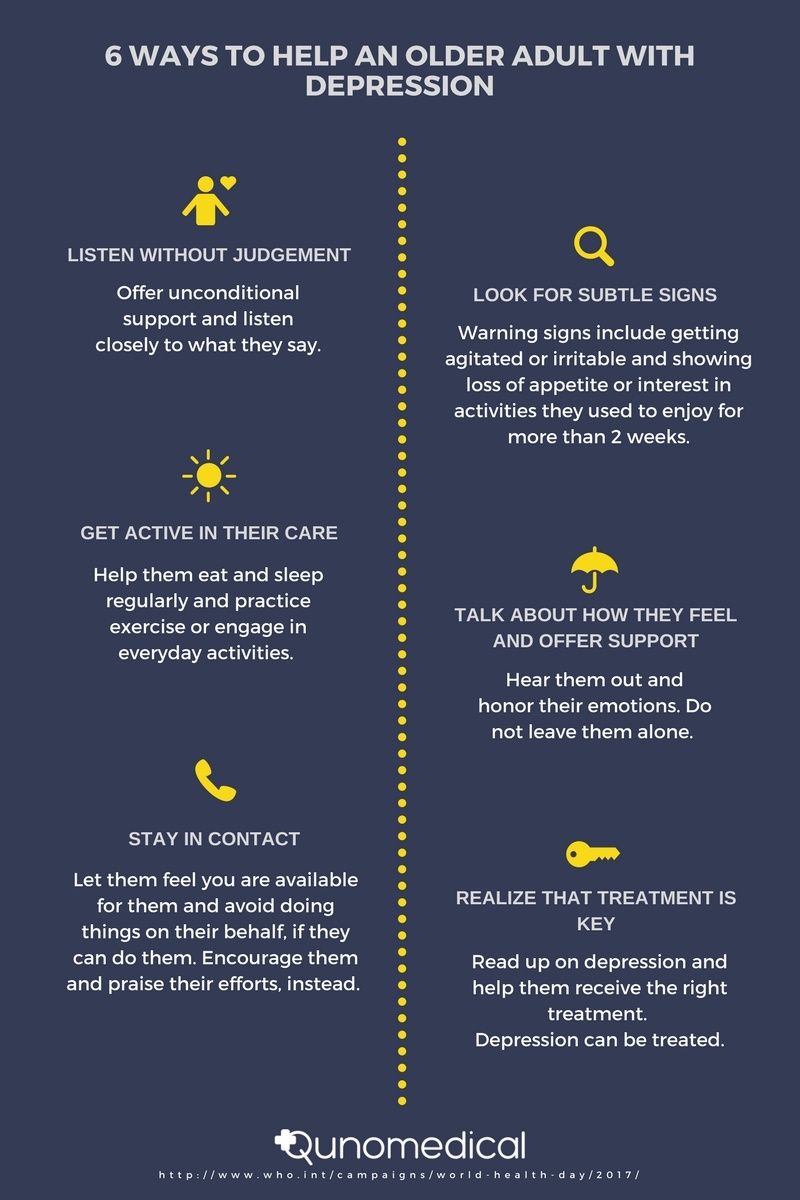 6 WAYS TO HELP AN OLDER ADULT WITH
DEPRESSION
LISTEN WITHOUT JUDGEMENT
Offer unconditional
support and listen
closely to what they say.
LOOK FOR SUBTLE SIGNS
Warning signs include getting
agitated or irritable and showing
loss of appetite or interest in
activities they used to enjoy for
more than 2 weeks.
GET ACTIVE IN THEIR CARE
Help them eat and sleep
regularly and practice
exercise or engage in
everyday activities.
TALK ABOUT HOW THEY FEEL
AND OFFER SUPPORT
Hear them out and
honor their emotions. Do
not leave them alone.
STAY IN CONTACT
Let them feel you are available
for them and avoid doing
things on their behalf, if they
can do them. Encourage them
and praise their efforts, instead.
REALIZE THAT TREATMENT IS
KEY
Read up on depression and
help them receive the right
treatment.
Depression can be treated.
Qunomedical
http://www.who.int/campaigns/world-health-day/2017/